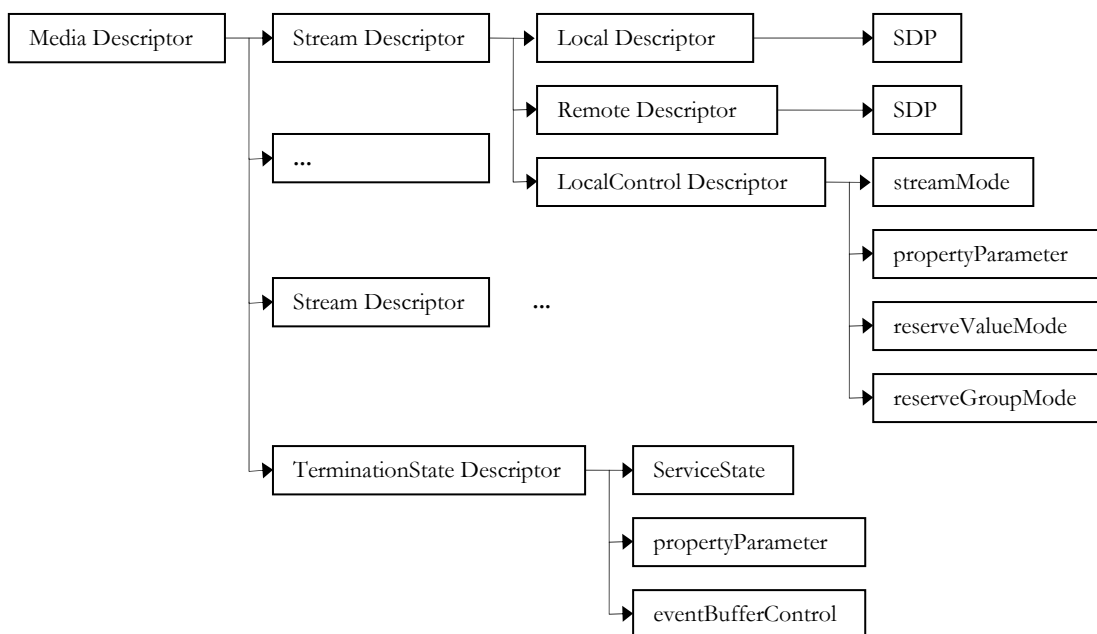 Media Descriptor
Stream Descriptor
Local Descriptor
SDP
Remote Descriptor
SDP
...
LocalControl Descriptor
streamMode
propertyParameter
Stream Descriptor
...
reserveValueMode
reserveGroupMode
TerminationState Descriptor
ServiceState
propertyParameter
eventBufferControl